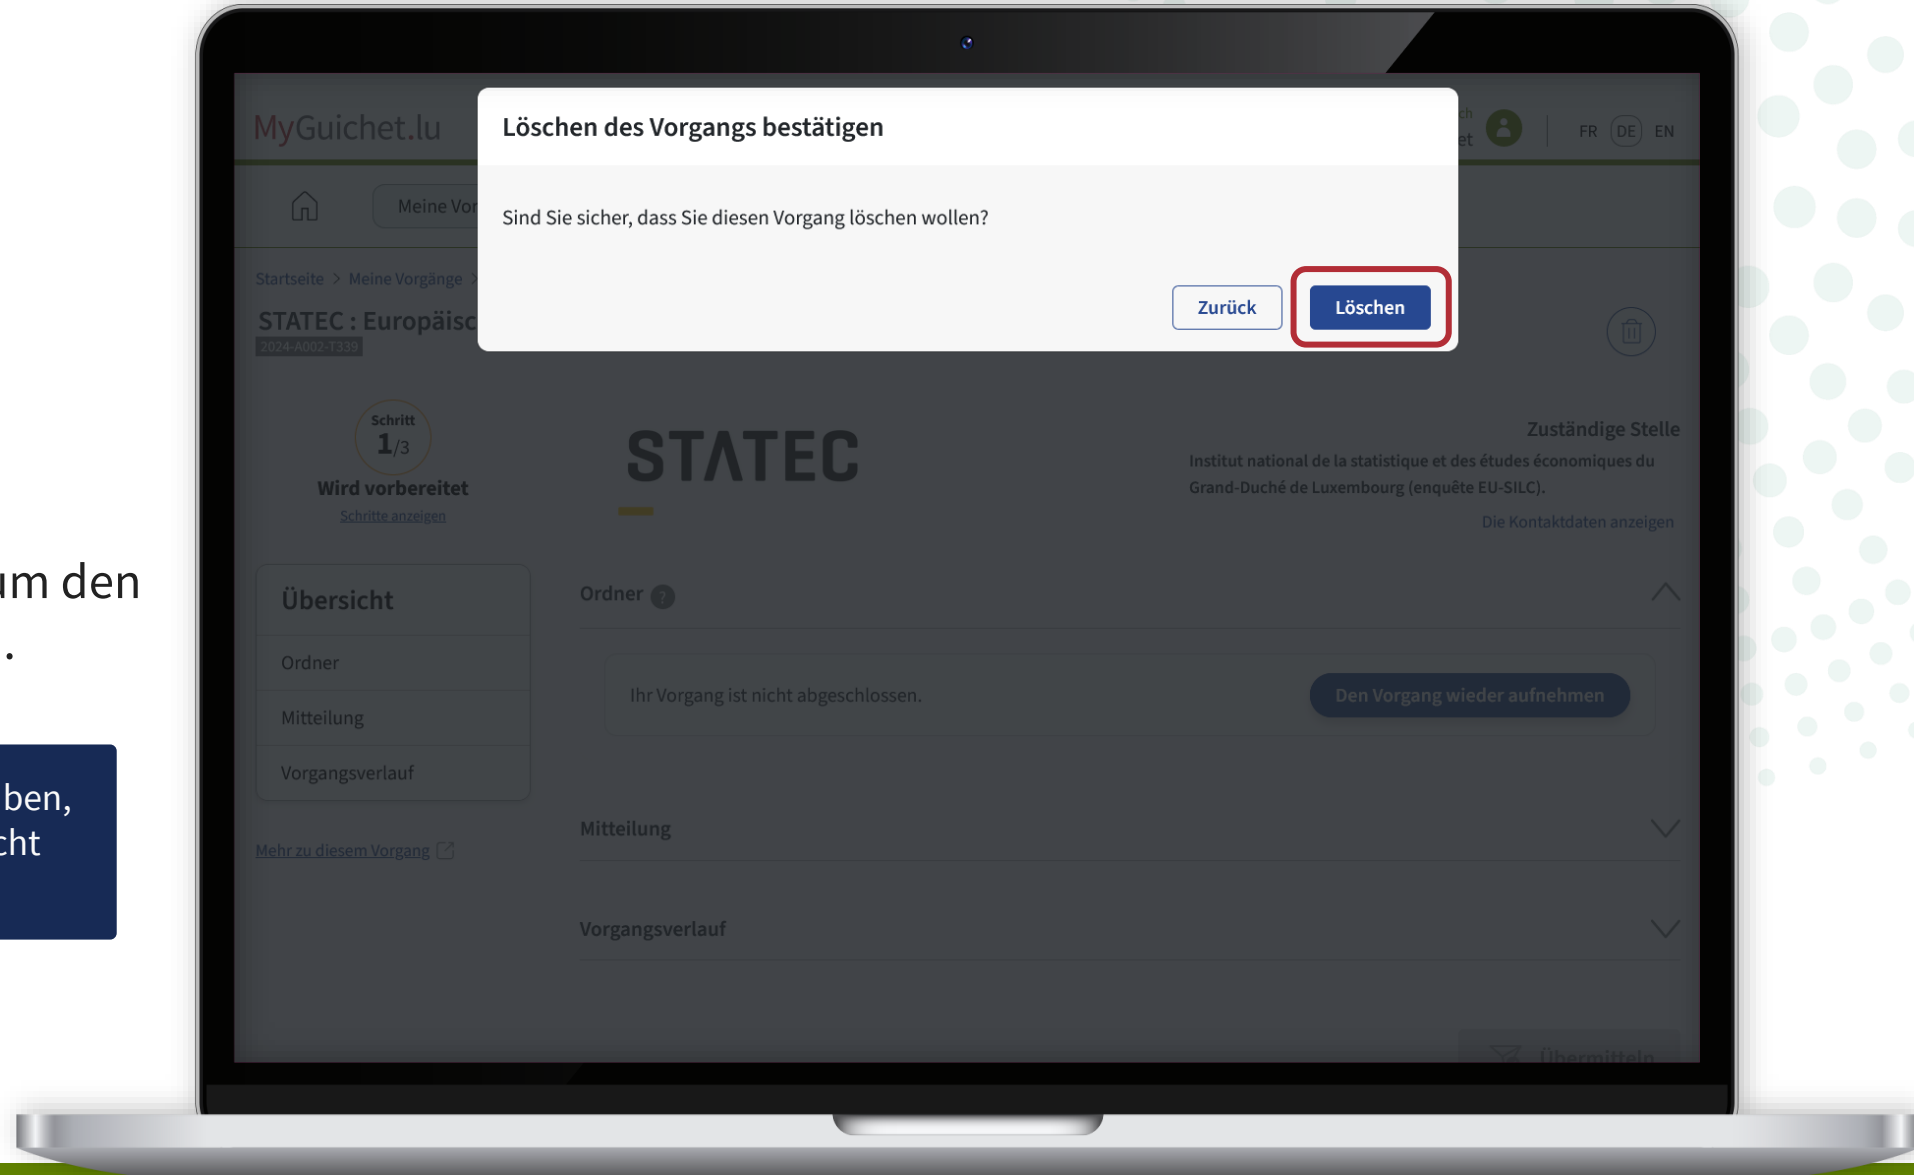 um den
.
ben,
cht
MyGuichet.lu
ch
et
FR DE EN
Meine Vor
Löschen des Vorgangs bestätigen
Sind Sie sicher, dass Sie diesen Vorgang löschen wollen?
Zurück
Löschen
Startseite > Meine Vorgänge >
STATEC : Europäisc
2024-A002-T339
Schritt
1/3
Wird vorbereitet
Schritte anzeigen
STATEC
Zuständige Stelle
Institut national de la statistique et des études économiques du
Grand-Duché de Luxembourg (enquête EU-SILC).
Die Kontaktdaten anzeigen
Übersicht
Ordner
Mitteilung
Vorgangsverlauf
Mehr zu diesem Vorgang
Ordner ?
Ihr Vorgang ist nicht abgeschlossen.
Den Vorgang wieder aufnehmen
Mitteilung
Vorgangsverlauf
Übermitteln